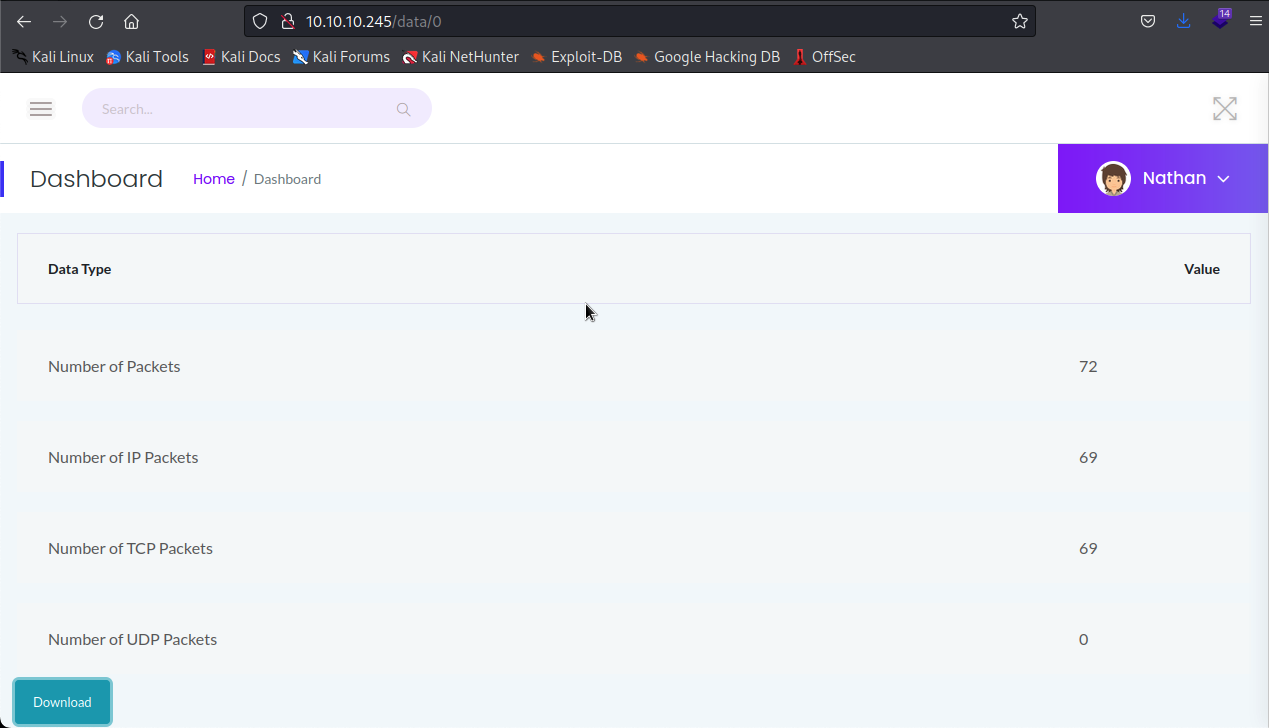 10.10.10.245/data/0
14
Kali Linux Kali Tools Kali Docs Kali Forums Kali NetHunter Exploit-DB Google Hacking DB OffSec
Search...
Dashboard Home / Dashboard Nathan
Data Type Value
Number of Packets 72
Number of IP Packets 69
Number of TCP Packets 69
Number of UDP Packets 0
Download